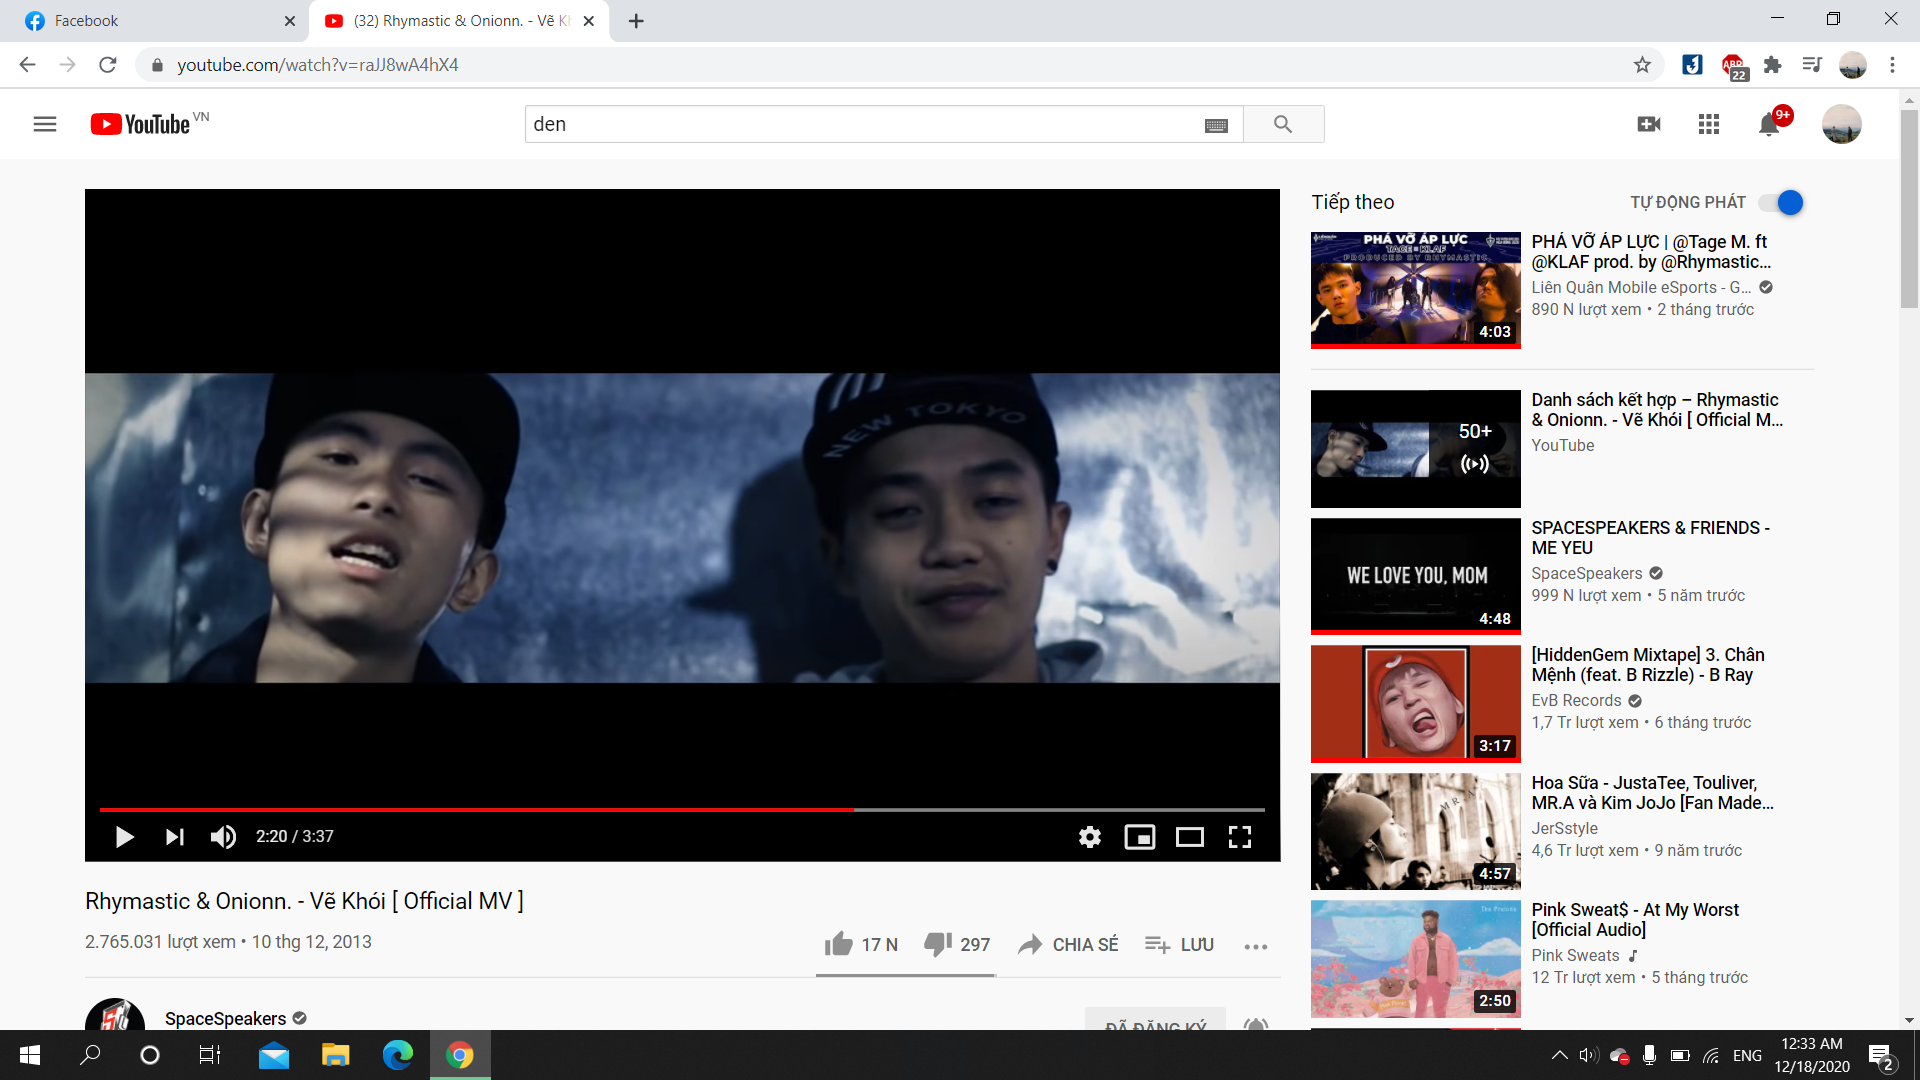 Facebook
(32) Rhymastic & Onionn. - Vẽ Kh
youtube.com/watch?v=raJJ8wA4hX4
ABP
22
YouTube VN
den
9+
NEW TOKYO
2:20 / 3:37
Rhymastic & Onionn. - Vẽ Khói [ Official MV ]
2.765.031 lượt xem • 10 thg 12, 2013
17 N
297
CHIA SẺ
LƯU
SpaceSpeakers
ĐÃ ĐĂNG KÝ
Tiếp theo
TỰ ĐỘNG PHÁT
PHÁ VỠ ÁP LỰC
TAGE KLAF
PRODUCED BY RHYMASTIC
4:03
PHÁ VỠ ÁP LỰC | @Tage M. ft
@KLAF prod. by @Rhymastic...
Liên Quân Mobile eSports - G...
890 N lượt xem • 2 tháng trước
50+
Danh sách kết hợp – Rhymastic
& Onionn. - Vẽ Khói [ Official M...
YouTube
WE LOVE YOU, MOM
4:48
SPACESPEAKERS & FRIENDS -
ME YEU
SpaceSpeakers
999 N lượt xem • 5 năm trước
3:17
[HiddenGem Mixtape] 3. Chân
Mệnh (feat. B Rizzle) - B Ray
EvB Records
1,7 Tr lượt xem • 6 tháng trước
MR.A
4:57
Hoa Sữa - JustaTee, Touliver,
MR.A và Kim JoJo [Fan Made...
JerSstyle
4,6 Tr lượt xem • 9 năm trước
2:50
Pink Sweat$ - At My Worst
[Official Audio]
Pink Sweats
12 Tr lượt xem • 5 tháng trước
ENG
12:33 AM
12/18/2020
2